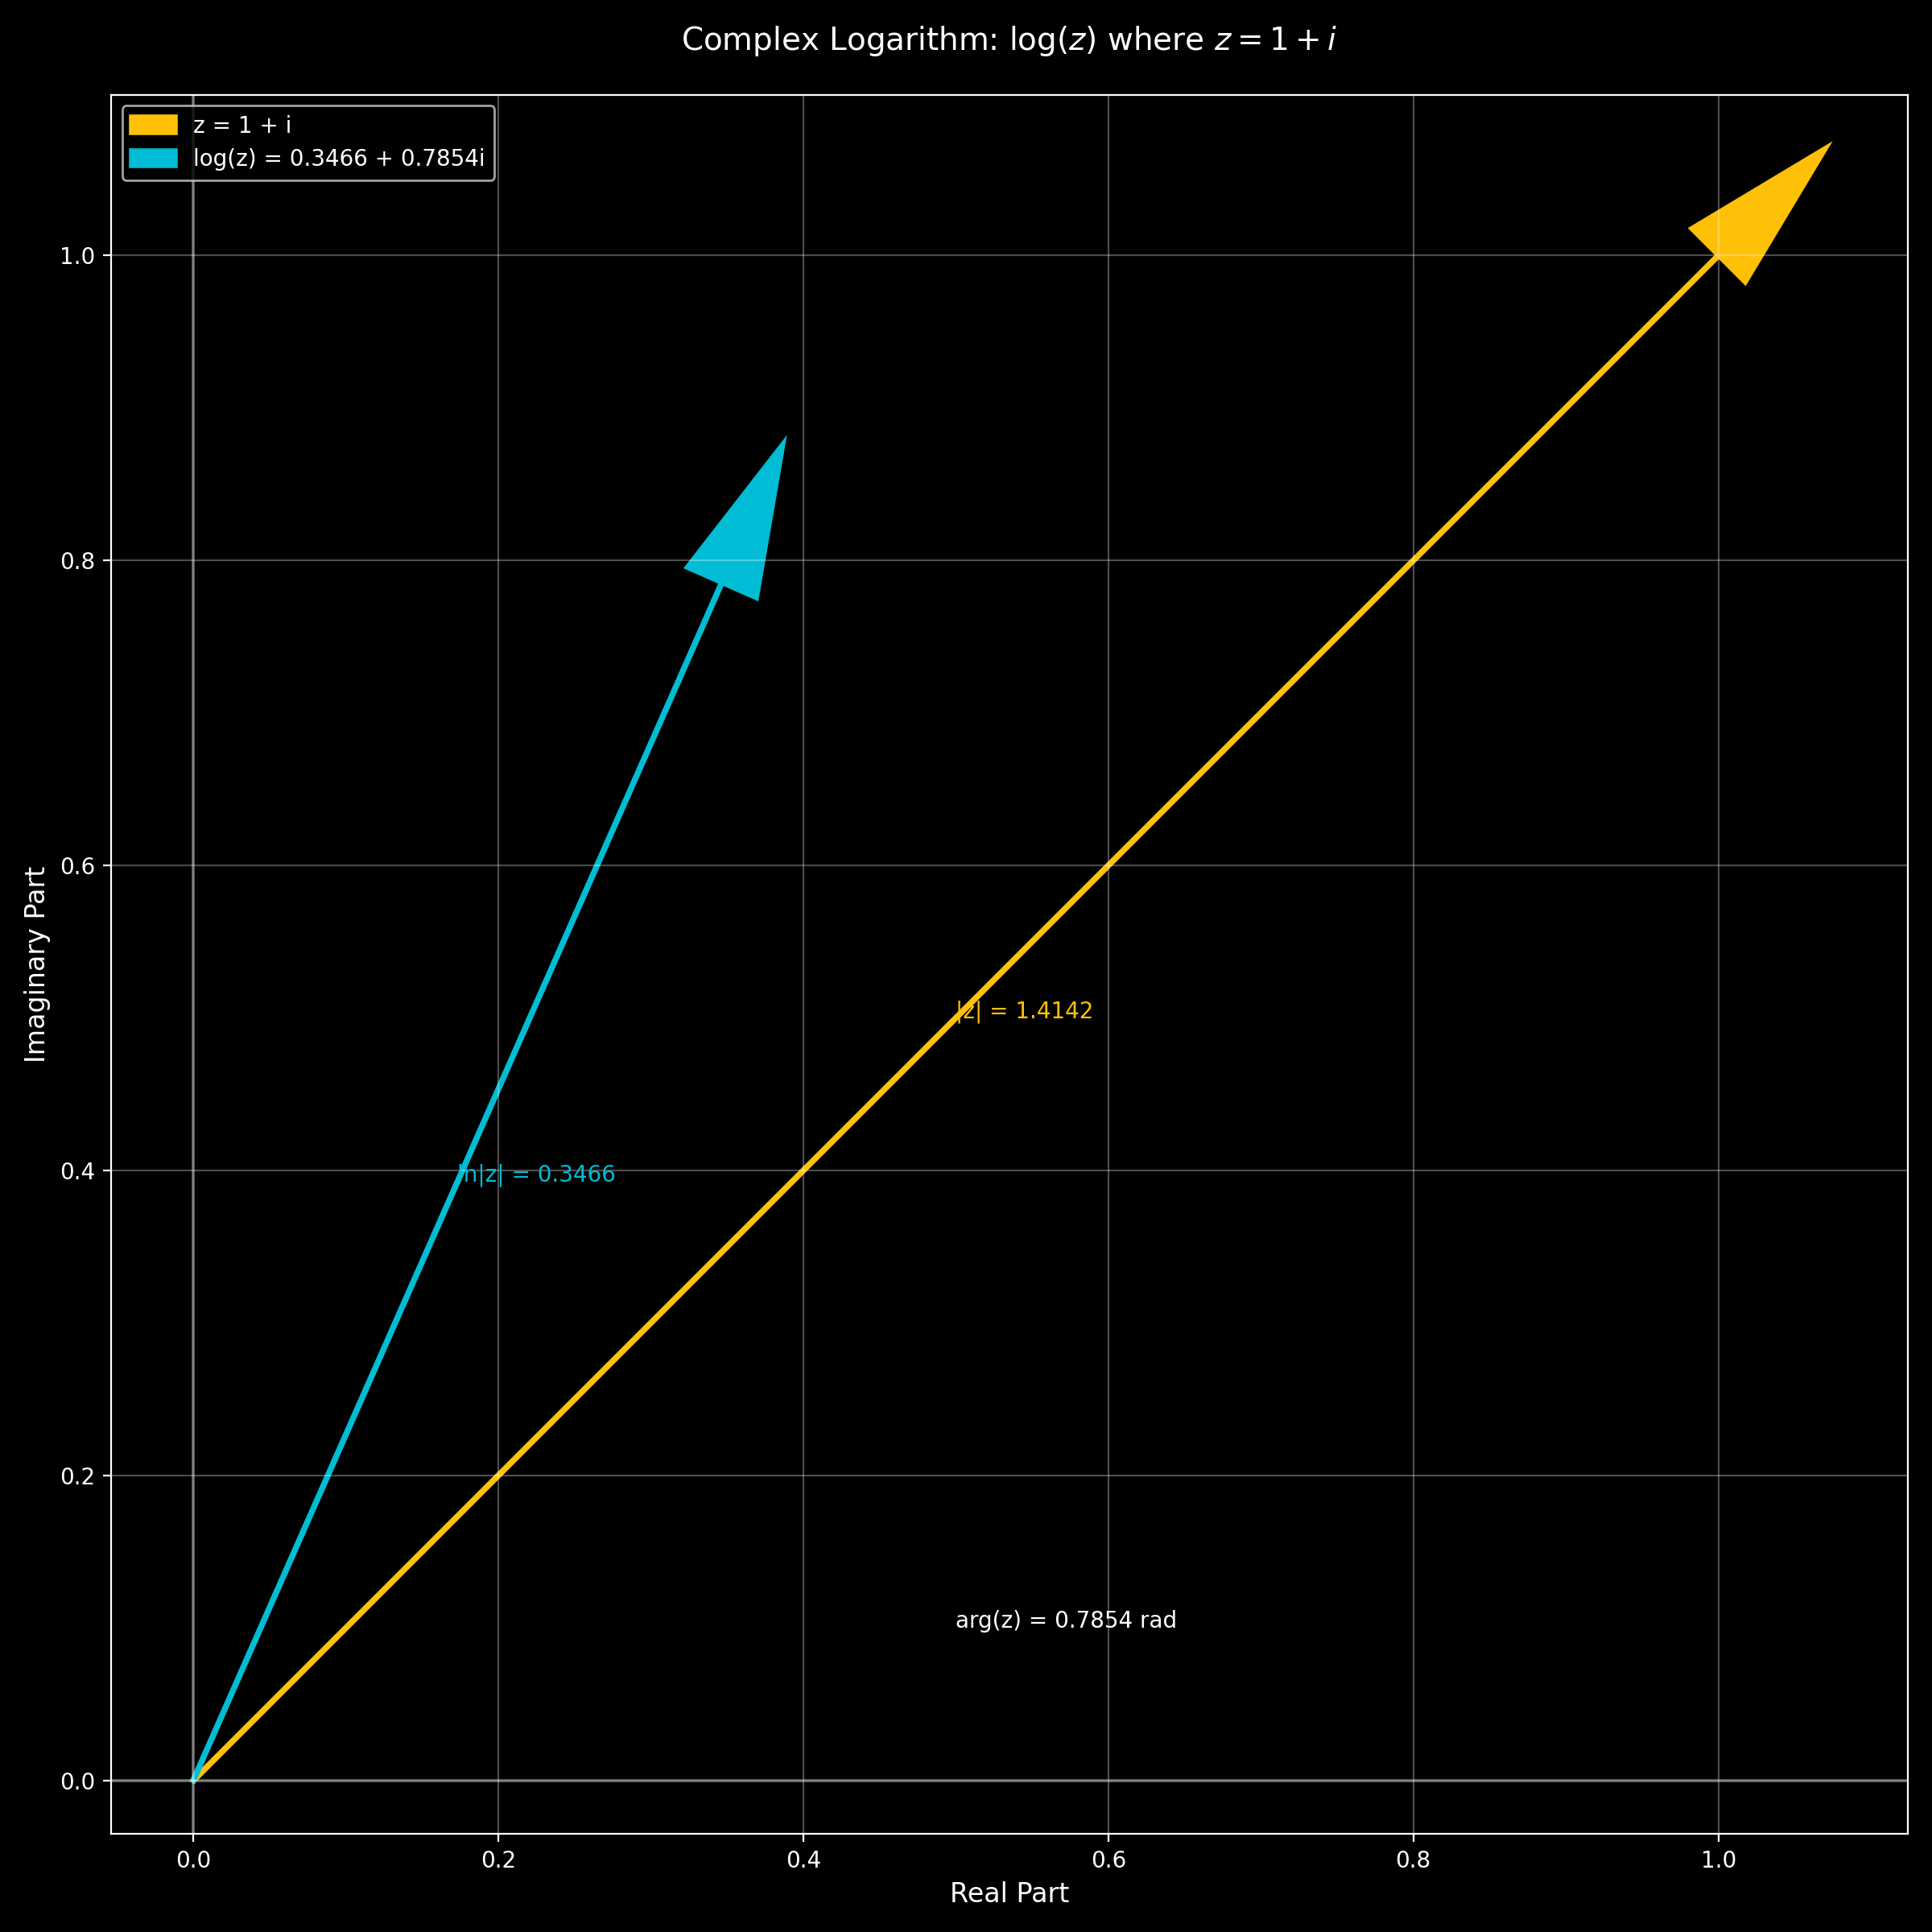 Complex Logarithm: log(z) where z = 1 + i
z = 1 + i
log(z) = 0.3466 + 0.7854i
1.0
0.8
0.6
Imaginary Part
|z| = 1.4142
0.4
ln|z| = 0.3466
0.2
arg(z) = 0.7854 rad
0.0
0.0 0.2 0.4 0.6 0.8 1.0
Real Part